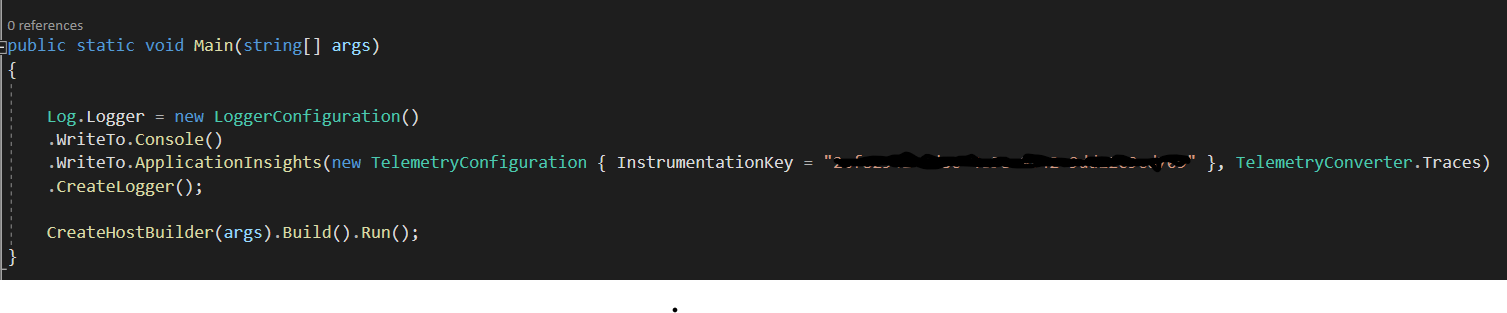 0 references
public static void Main(string[] args)
{
Log.Logger = new LoggerConfiguration()
.WriteTo.Console()
.WriteTo.ApplicationInsights(new TelemetryConfiguration { InstrumentationKey = "" }, TelemetryConverter.Traces)
.CreateLogger();
CreateHostBuilder(args).Build().Run();
}